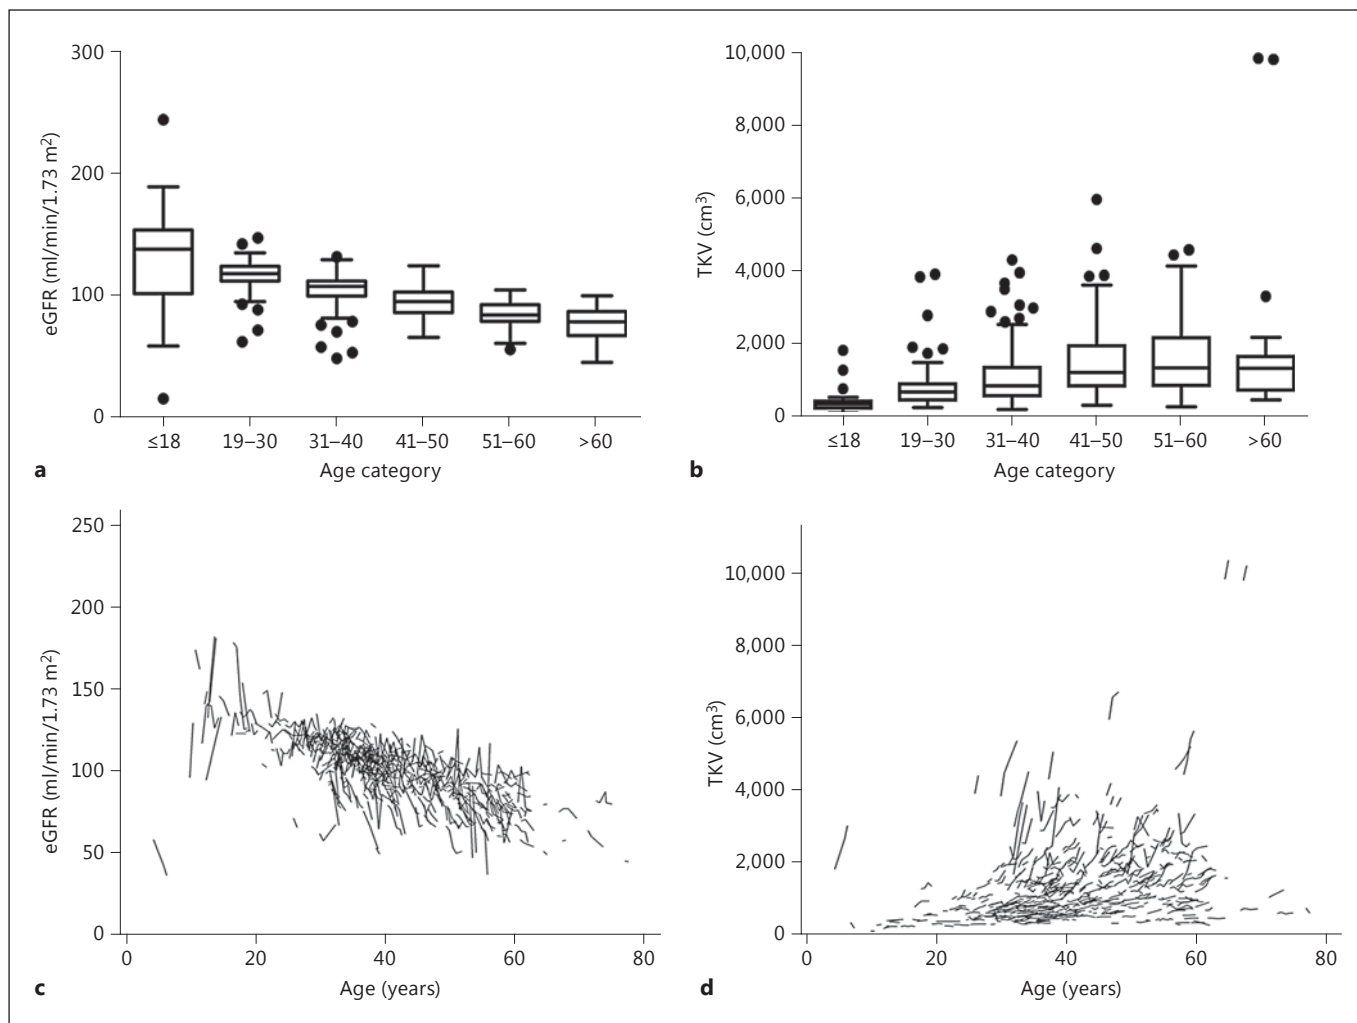 300
200
100
0
eGFR (ml/min/1.73 m²)
≤18 19–30 31–40 41–50 51–60 >60
Age category
a
10,000
8,000
6,000
4,000
2,000
0
TKV (cm³)
≤18 19–30 31–40 41–50 51–60 >60
Age category
b
250
200
150
100
50
0
eGFR (ml/min/1.73 m²)
0 20 40 60 80
Age (years)
c
10,000
8,000
6,000
4,000
2,000
0
TKV (cm³)
0 20 40 60 80
Age (years)
d